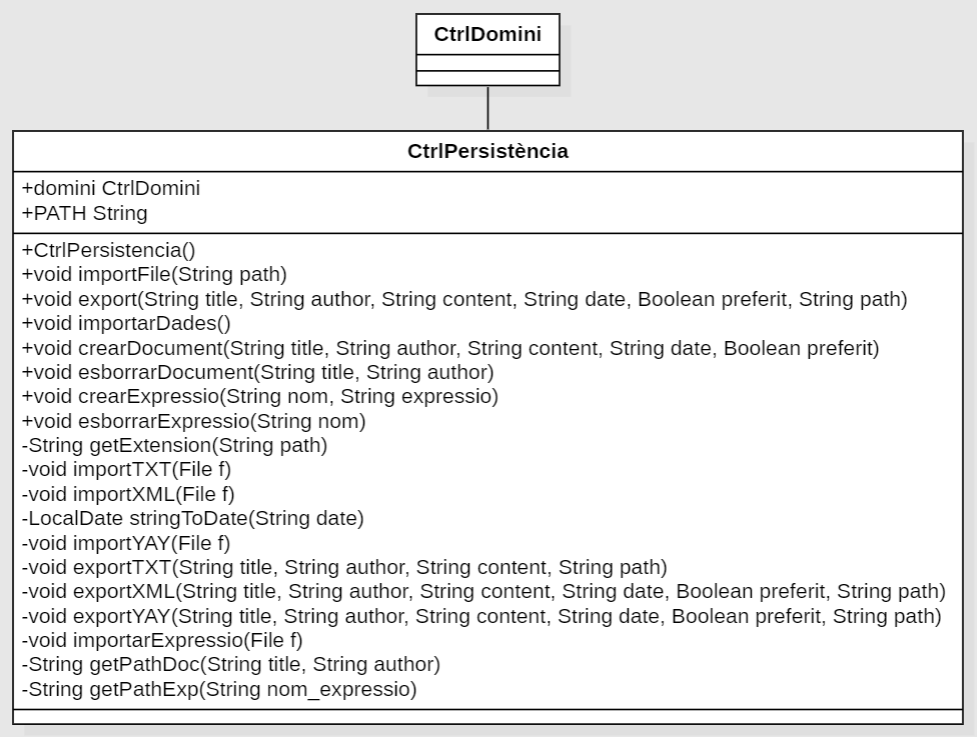 CtrlDomini
CtrlPersistència
+domini CtrlDomini
+PATH String
+CtrlPersistencia()
+void importFile(String path)
+void export(String title, String author, String content, String date, Boolean preferit, String path)
+void importarDades()
+void crearDocument(String title, String author, String content, String date, Boolean preferit)
+void esborrarDocument(String title, String author)
+void crearExpressio(String nom, String expressio)
+void esborrarExpressio(String nom)
-String getExtension(String path)
-void importTXT(File f)
-void importXML(File f)
-LocalDate stringToDate(String date)
-void importYAY(File f)
-void exportTXT(String title, String author, String content, String path)
-void exportXML(String title, String author, String content, String date, Boolean preferit, String path)
-void exportYAY(String title, String author, String content, String date, Boolean preferit, String path)
-void importarExpressio(File f)
-String getPathDoc(String title, String author)
-String getPathExp(String nom_expressio)